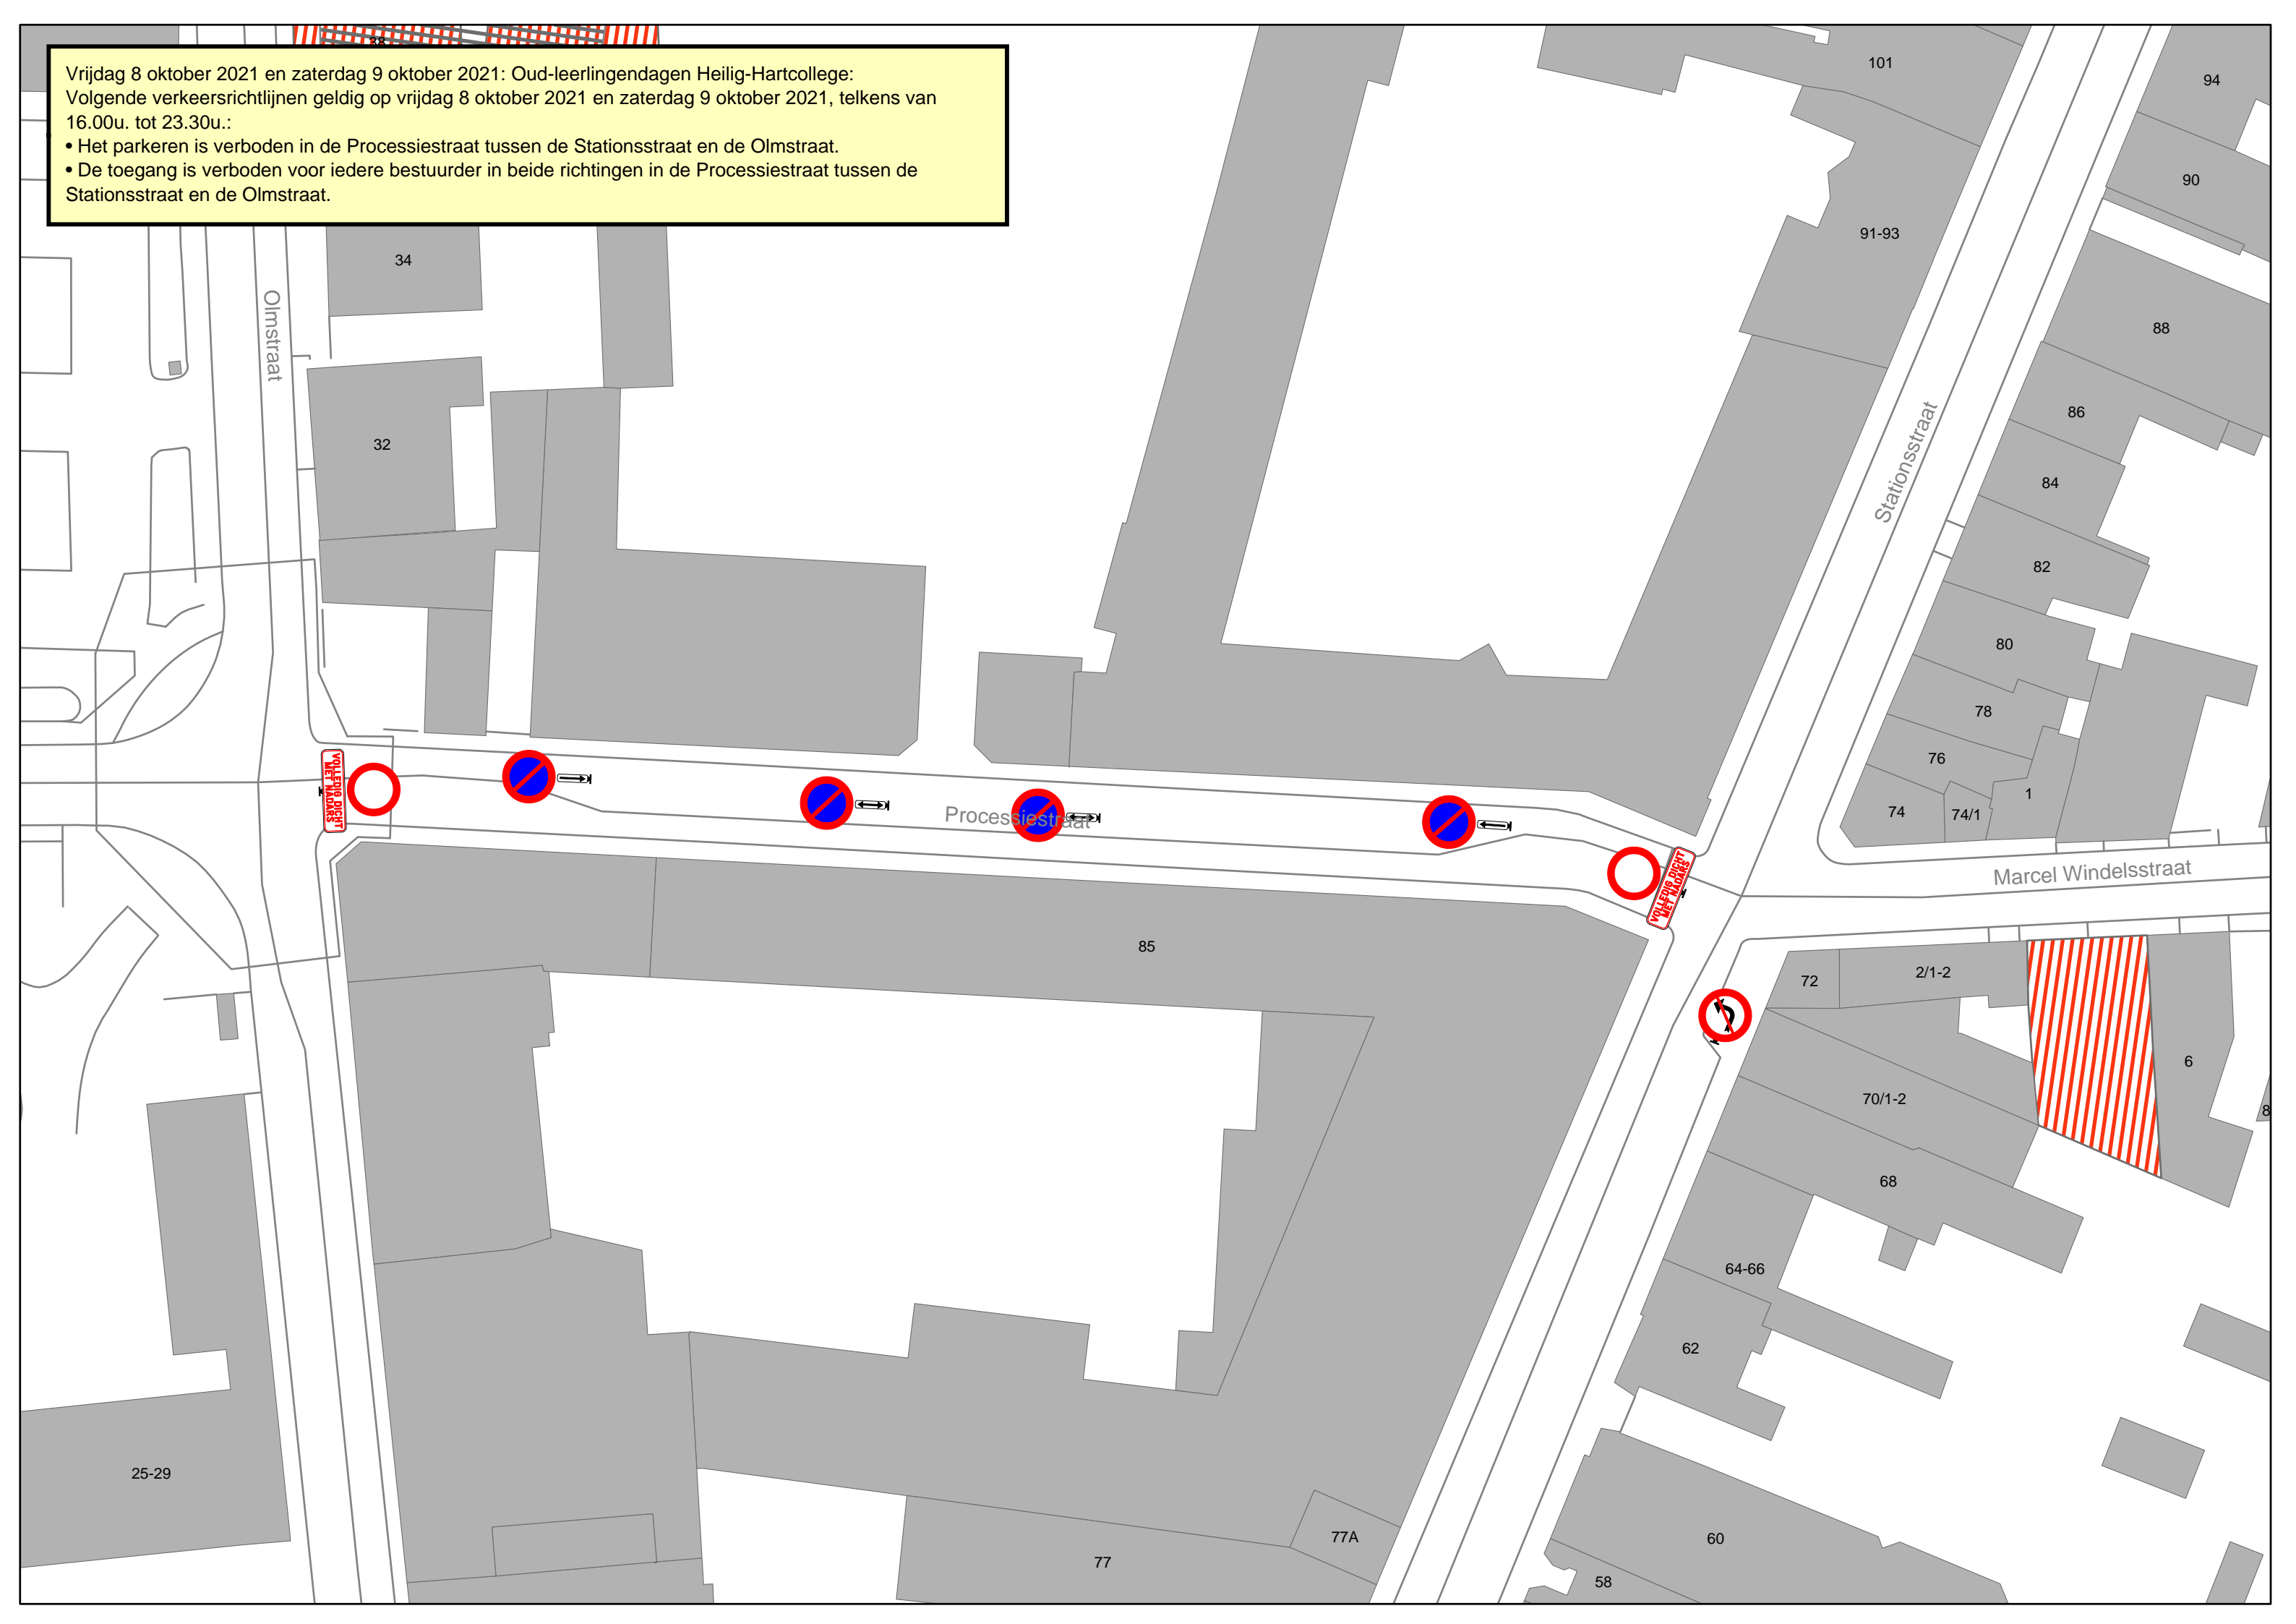 38
Vrijdag 8 oktober 2021 en zaterdag 9 oktober 2021: Oud-leerlingendagen Heilig-Hartcollege:
Volgende verkeersrichtlijnen geldig op vrijdag 8 oktober 2021 en zaterdag 9 oktober 2021, telkens van
16.00u. tot 23.30u.:
• Het parkeren is verboden in de Processiestraat tussen de Stationsstraat en de Olmstraat.
• De toegang is verboden voor iedere bestuurder in beide richtingen in de Processiestraat tussen de
Stationsstraat en de Olmstraat.
101
94
90
91-93
34
Olmstraat
88
86
32
Stationsstraat
84
82
80
78
76
1
74
74/1
VOLLEDIG DICHT
MET NADARS
Processiestraat
VOLLEDIG DICHT
MET NADARS
Marcel Windelsstraat
85
72
2/1-2
6
70/1-2
8
68
64-66
62
25-29
77A
60
77
58